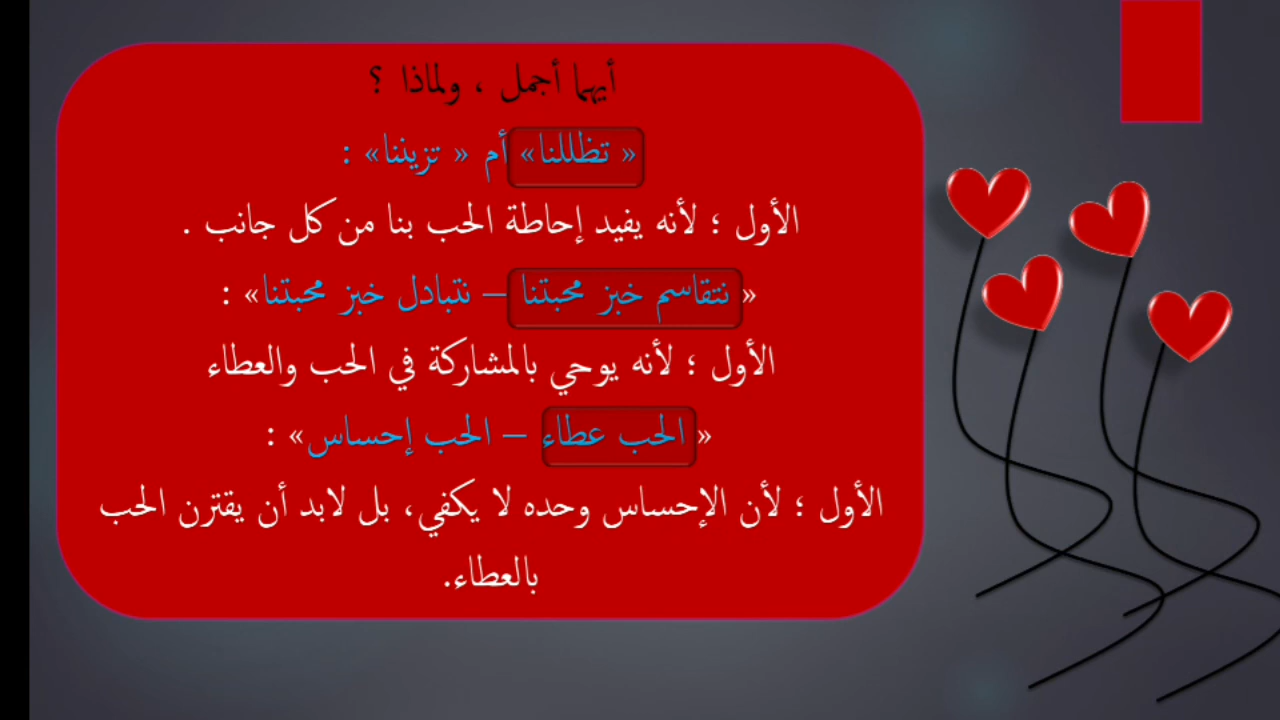 أيهما أجمل ، ولماذا ؟
« تظللنا» أم « تزيننا» :
الأول ؛ لأنه يفيد إحاطة الحب بنا من كل جانب .
« نتقاسم خبز محبتنا – نتبادل خبز محبتنا» :
الأول ؛ لأنه يوحي بالمشاركة في الحب والعطاء
« الحب عطاء – الحب إحساس» :
الأول ؛ لأن الإحساس وحده لا يكفي، بل لابد أن يقترن الحب
بالعطاء.